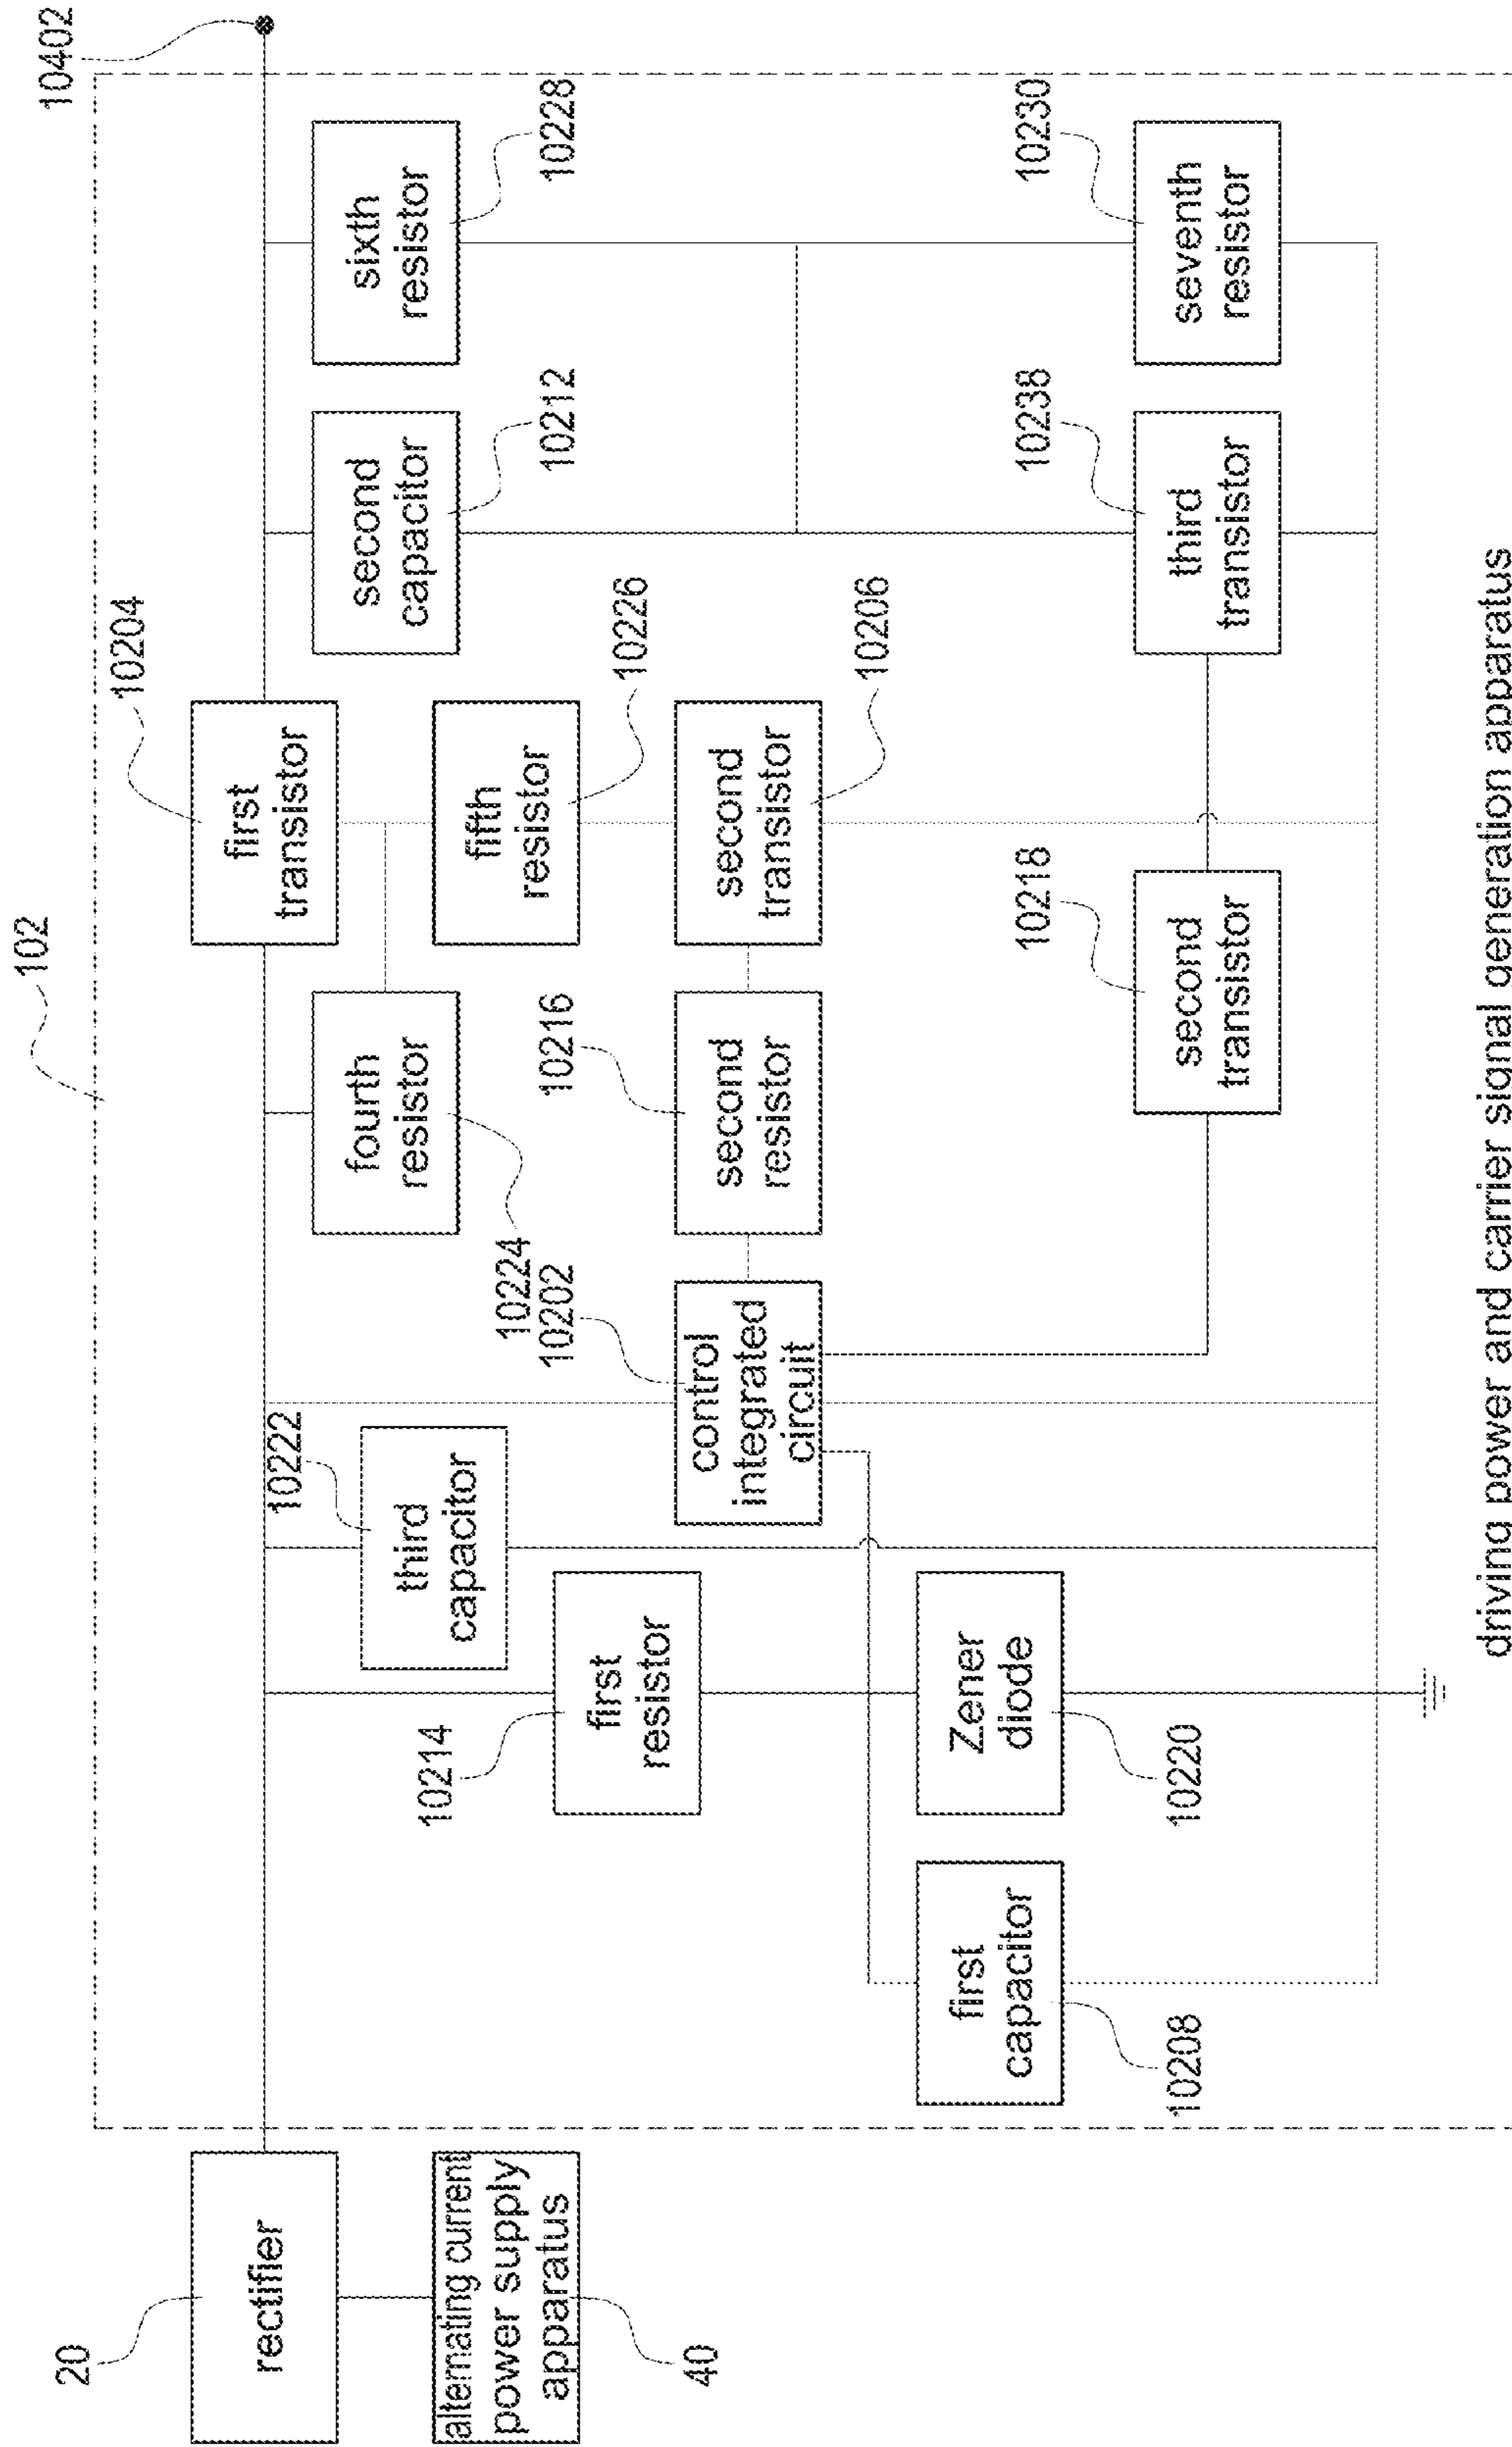 102
10402
10204
20
rectifier
first
transistor
10222
fourth
resistor
second
capacitor
sixth
resistor
third
capacitor
10224
10202
10212
10228
alternating current
power supply
apparatus
40
10214
first
resistor
fifth
resistor
10226
10216
control
integrated
circuit
second
resistor
second
transistor
10206
10218
10238
10230
first
capacitor
Zener
diode
second
transistor
third
transistor
seventh
resistor
10208
10220
driving power and carrier signal generation apparatus